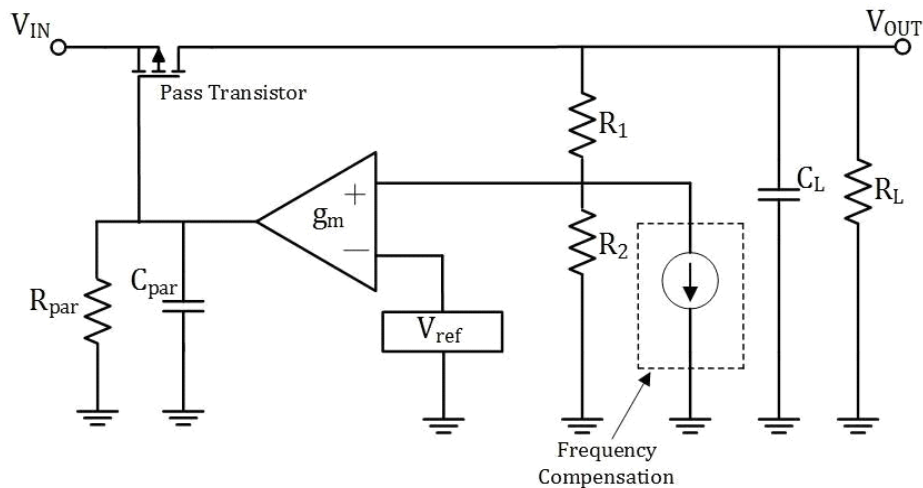 V_IN
V_OUT
Pass Transistor
R_1
+
g_m
−
C_L
R_L
R_2
C_par
R_par
V_ref
Frequency
Compensation